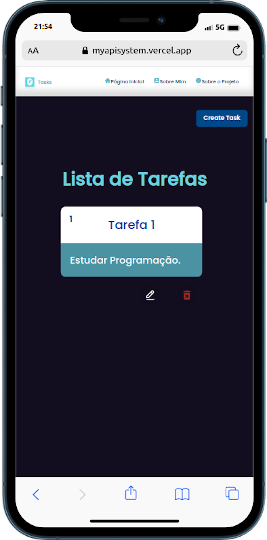 21:54
5G
AA
myapisystem.vercel.app
Tasks
Página Inicial
Sobre Mim
Sobre o Projeto
Create Task
Lista de Tarefas
1
Tarefa 1
Estudar Programação.